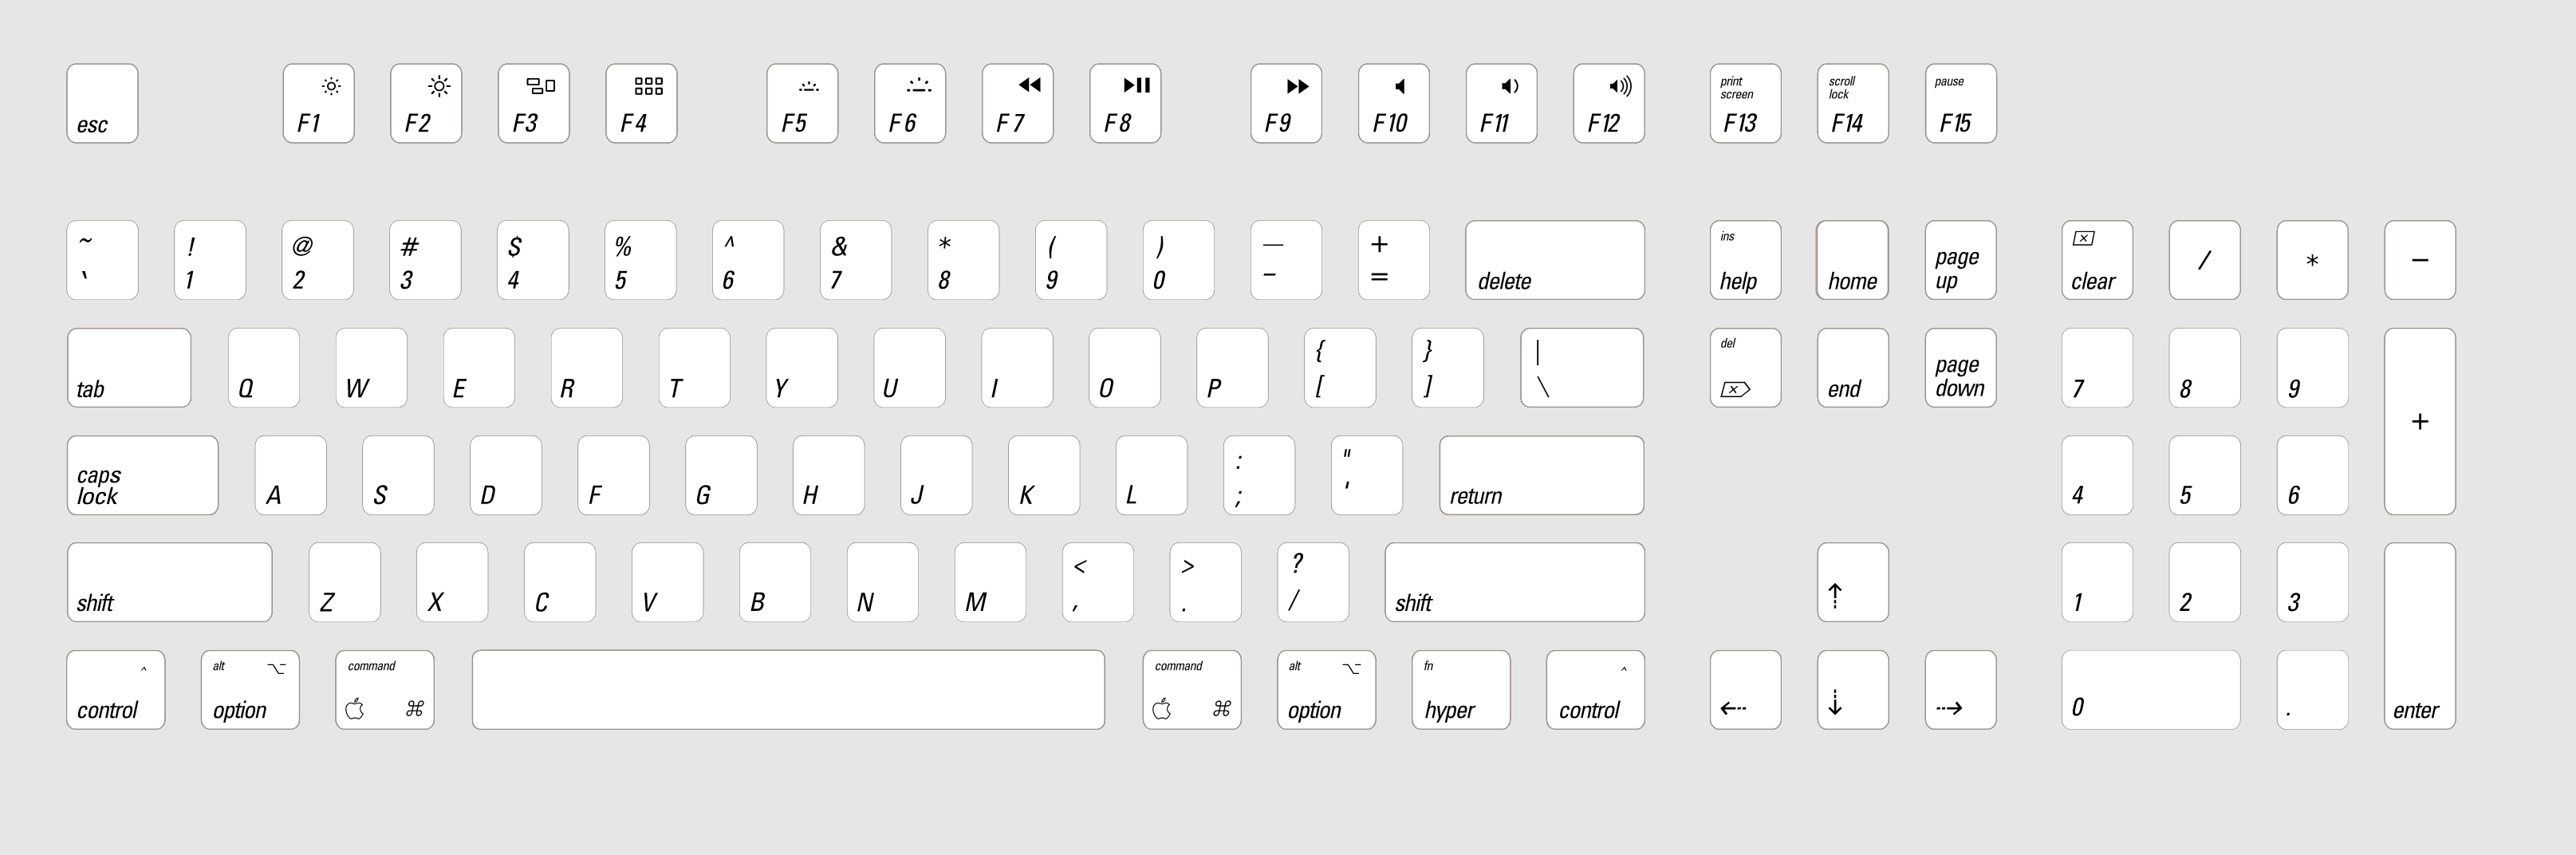 esc F1 F2 F3 F4 F5 F6 F7 F8 F9 F10 F11 F12 print screen F13 scroll lock F14 pause F15
~ ` ! 1 @ 2 # 3 $ 4 % 5 ^ 6 & 7 * 8 ( 9 ) 0 — – + = delete ins help home page up clear / * −
tab Q W E R T Y U I O P { [ } ] | \ del end page down 7 8 9 +
caps lock A S D F G H J K L : ; " ' return 4 5 6
shift Z X C V B N M < , > . ? / shift ↑ 1 2 3
^ control alt ⌥ option command ⌘ command ⌘ alt ⌥ option fn hyper ^ control ← ↓ → 0 . enter